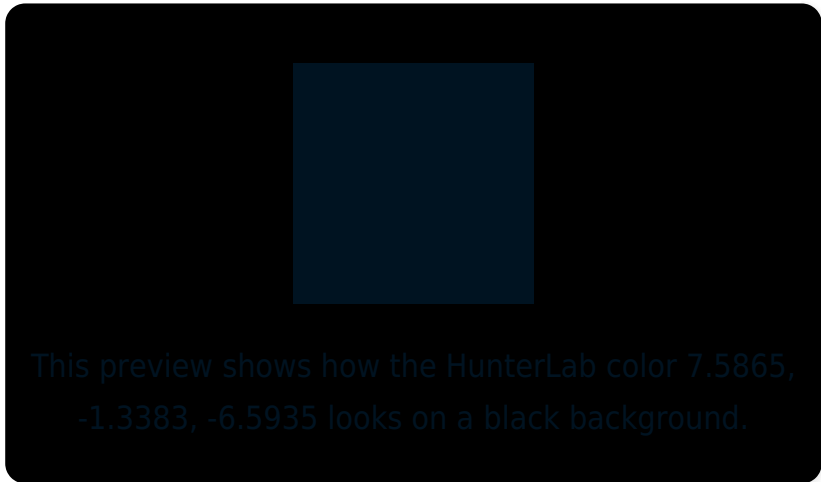 This preview shows how the HunterLab color 7.5865,
-1.3383, -6.5935 looks on a black background.